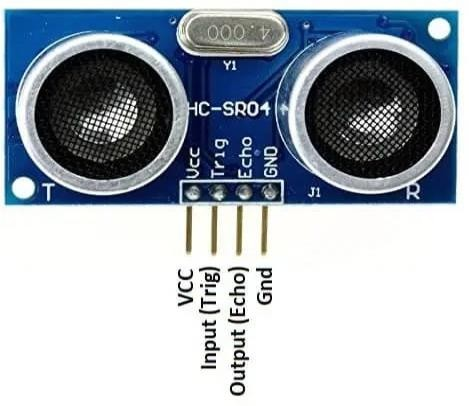 4.000
Y1
HC-SR04
Vcc
Trig
Echo
GND
T
J1
R
VCC
Input (Trig)
Output (Echo)
Gnd